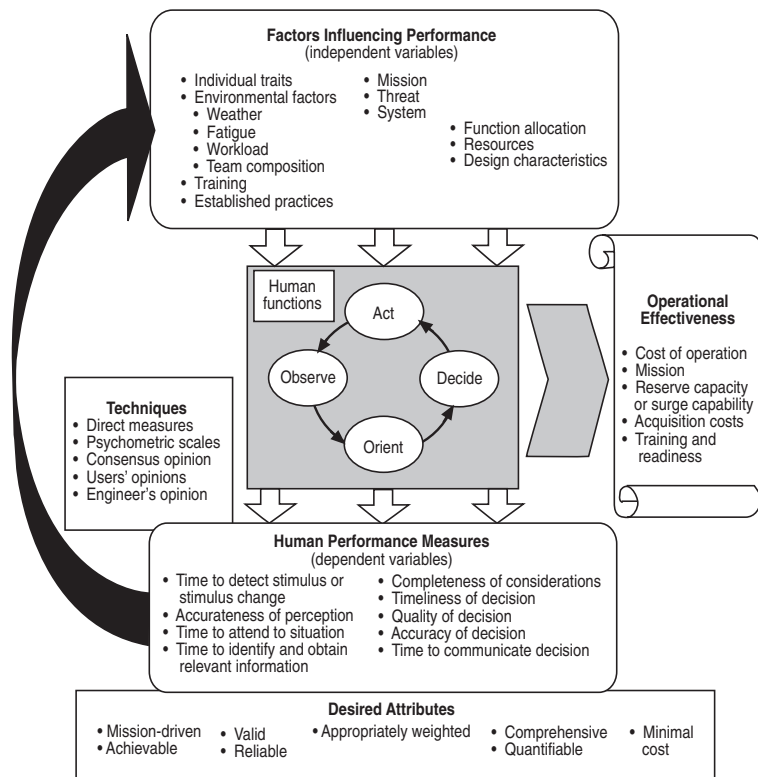 Factors Influencing Performance
(independent variables)
• Individual traits
• Environmental factors
• Weather
• Fatigue
• Workload
• Team composition
• Training
• Established practices
• Mission
• Threat
• System
• Function allocation
• Resources
• Design characteristics
Human
functions
Act
Observe
Decide
Orient
Operational
Effectiveness
• Cost of operation
• Mission
• Reserve capacity
or surge capability
• Acquisition costs
• Training and
readiness
Techniques
• Direct measures
• Psychometric scales
• Consensus opinion
• Users' opinions
• Engineer's opinion
Human Performance Measures
(dependent variables)
• Time to detect stimulus or
stimulus change
• Accurateness of perception
• Time to attend to situation
• Time to identify and obtain
relevant information
• Completeness of considerations
• Timeliness of decision
• Quality of decision
• Accuracy of decision
• Time to communicate decision
Desired Attributes
• Mission-driven
• Achievable
• Valid
• Reliable
• Appropriately weighted
• Comprehensive
• Quantifiable
• Minimal
cost